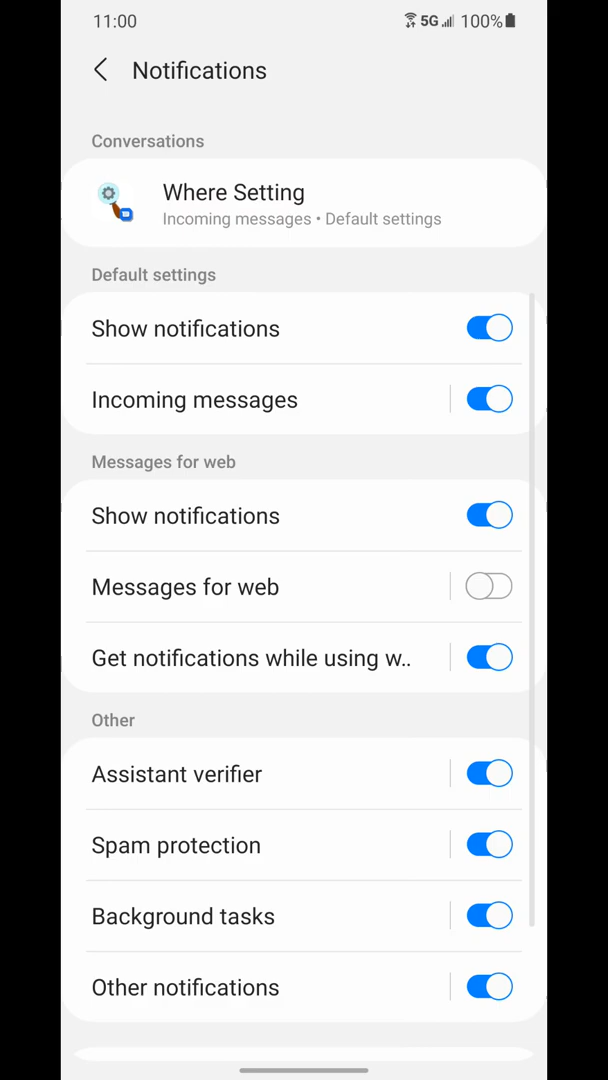 11:00
5G 100%
Notifications
Conversations
Where Setting
Incoming messages • Default settings
Default settings
Show notifications
Incoming messages
Messages for web
Show notifications
Messages for web
Get notifications while using w..
Other
Assistant verifier
Spam protection
Background tasks
Other notifications